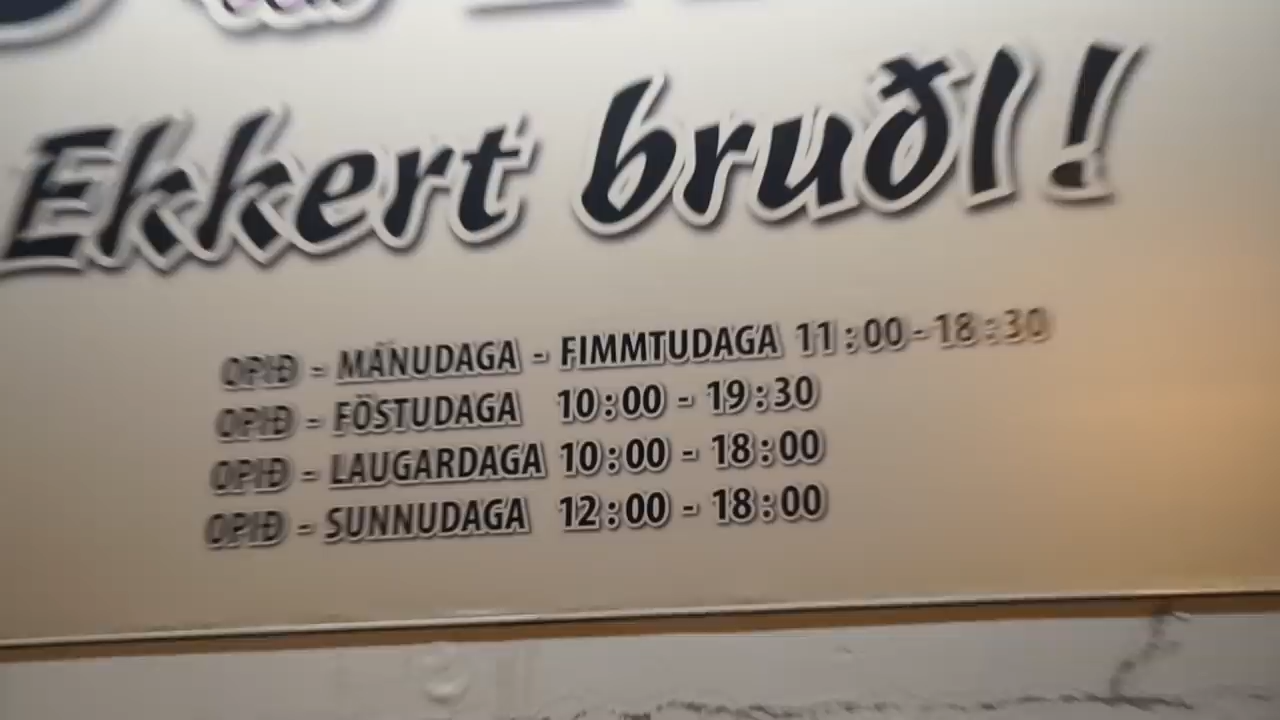 Ekkert bruðl!
OPIÐ - MÁNUDAGA - FIMMTUDAGA 11:00-18:30
OPIÐ - FÖSTUDAGA 10:00 - 19:30
OPIÐ - LAUGARDAGA 10:00 - 18:00
OPIÐ - SUNNUDAGA 12:00 - 18:00